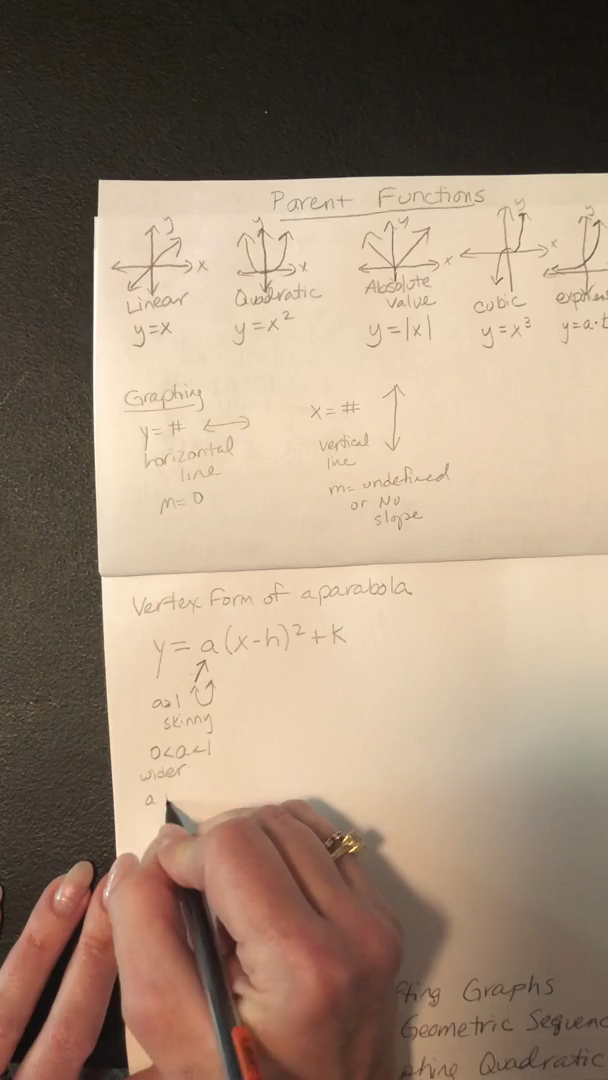 Parent Functions
y
y
y
y
x
x
x
x
Linear
Quadratic
Absolute
value
cubic
y=x
y=x²
y=|x|
y=x³
y=a·
Graphing
y=#
x=#
horizontal
line
vertical
line
m=0
m=undefined
or No
slope
Vertex Form of a parabola
y=a(x-h)²+k
a>1
skinny
0<a<1
wider
a
Graphs
Geometric
Quadratic